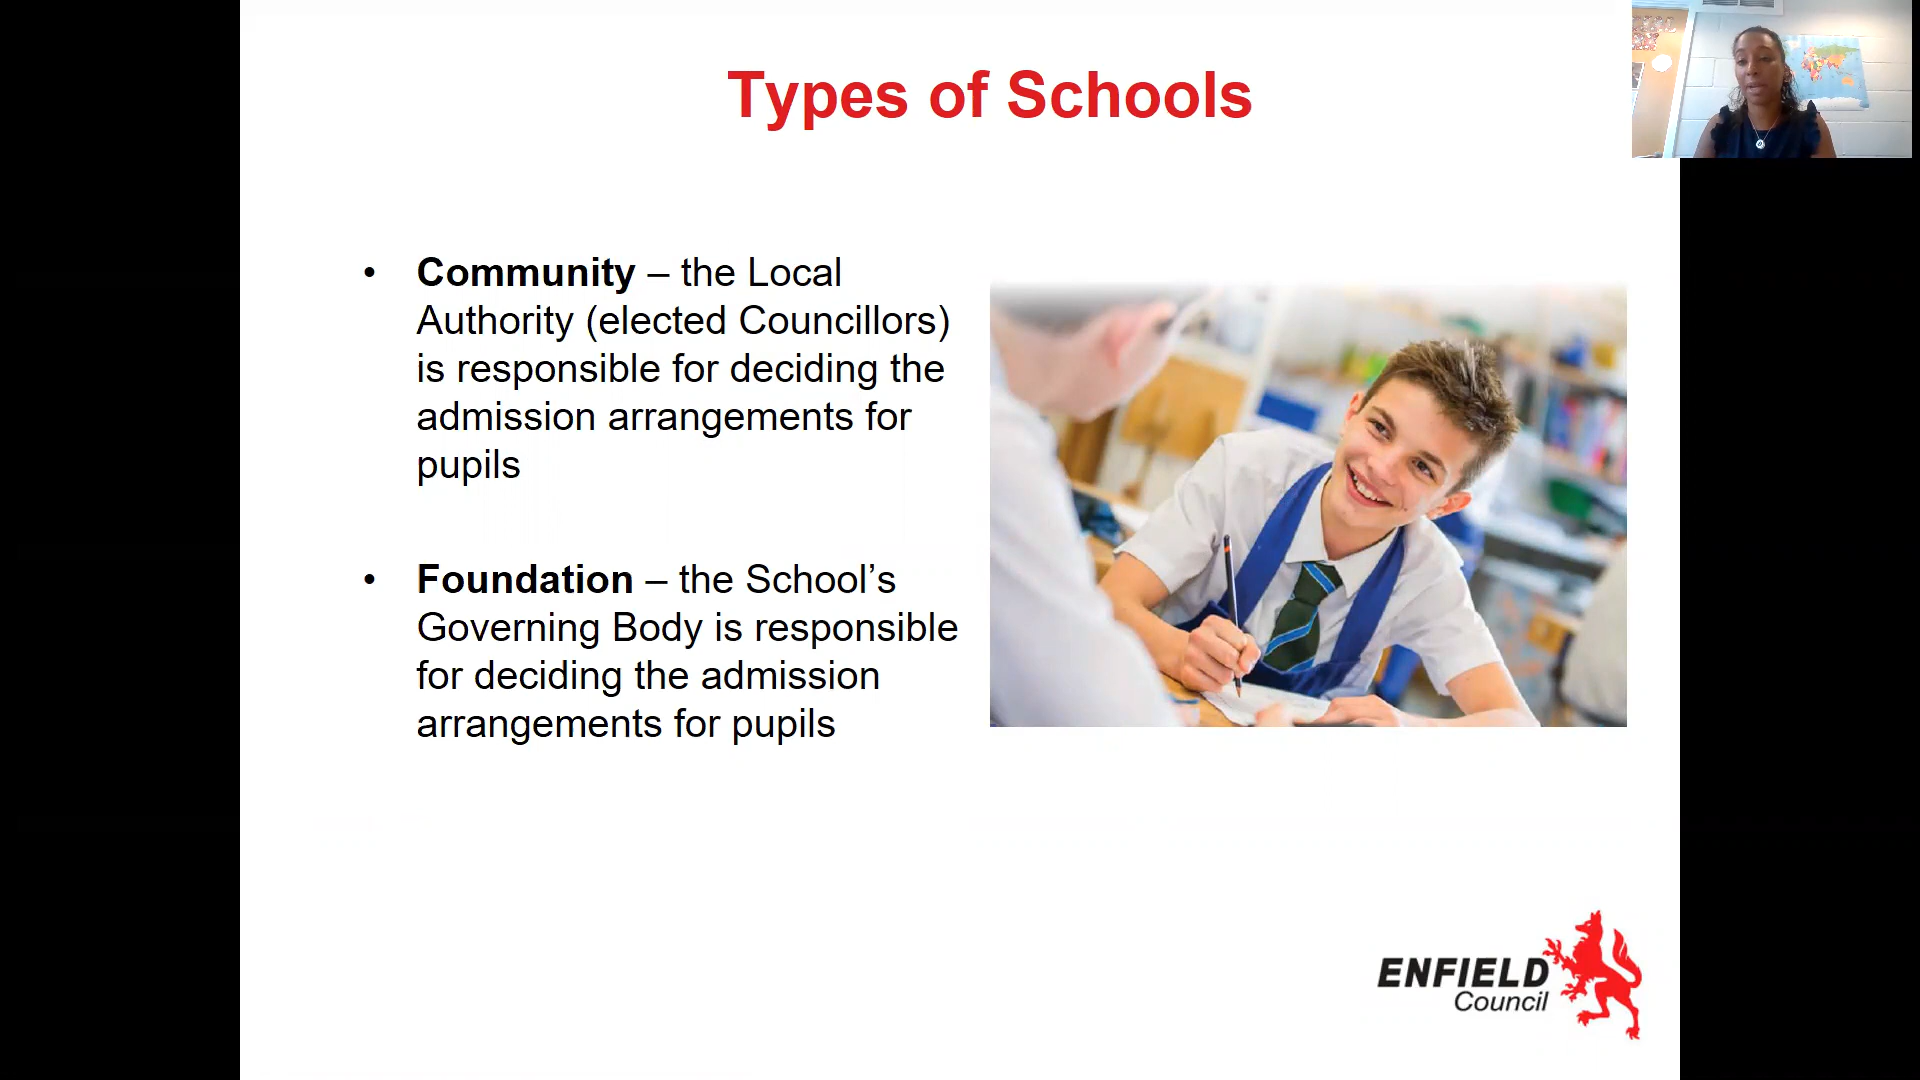 Types of Schools
• Community – the Local
Authority (elected Councillors)
is responsible for deciding the
admission arrangements for
pupils
• Foundation – the School’s
Governing Body is responsible
for deciding the admission
arrangements for pupils
ENFIELD
Council